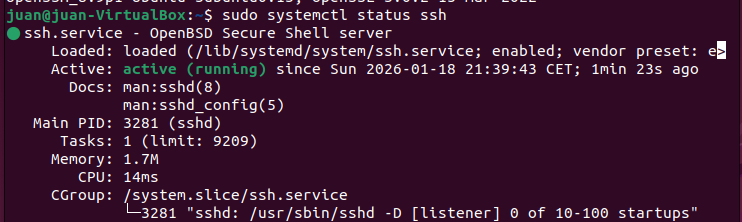 juan@juan-VirtualBox:~$ sudo systemctl status ssh
● ssh.service - OpenBSD Secure Shell server
     Loaded: loaded (/lib/systemd/system/ssh.service; enabled; vendor preset: e>
     Active: active (running) since Sun 2026-01-18 21:39:43 CET; 1min 23s ago
       Docs: man:sshd(8)
             man:sshd_config(5)
   Main PID: 3281 (sshd)
      Tasks: 1 (limit: 9209)
     Memory: 1.7M
        CPU: 14ms
     CGroup: /system.slice/ssh.service
             └─3281 "sshd: /usr/sbin/sshd -D [listener] 0 of 10-100 startups"